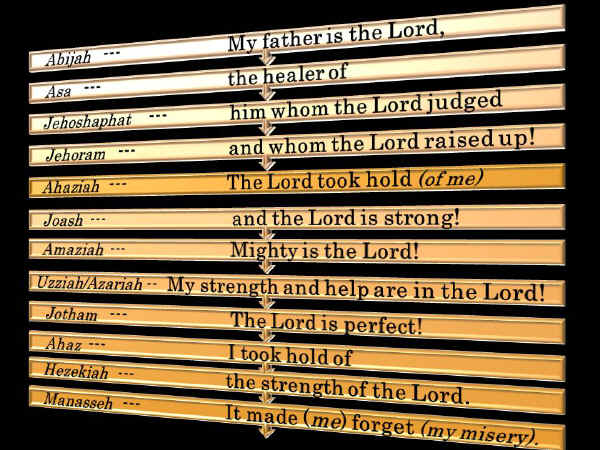 Abijah --- My father is the Lord,
Asa --- the healer of
Jehoshaphat --- him whom the Lord judged
Jehoram --- and whom the Lord raised up!
Ahaziah --- The Lord took hold (of me)
Joash --- and the Lord is strong!
Amaziah --- Mighty is the Lord!
Uzziah/Azariah -- My strength and help are in the Lord!
Jotham --- The Lord is perfect!
Ahaz --- I took hold of
Hezekiah --- the strength of the Lord.
Manasseh --- It made (me) forget (my misery).